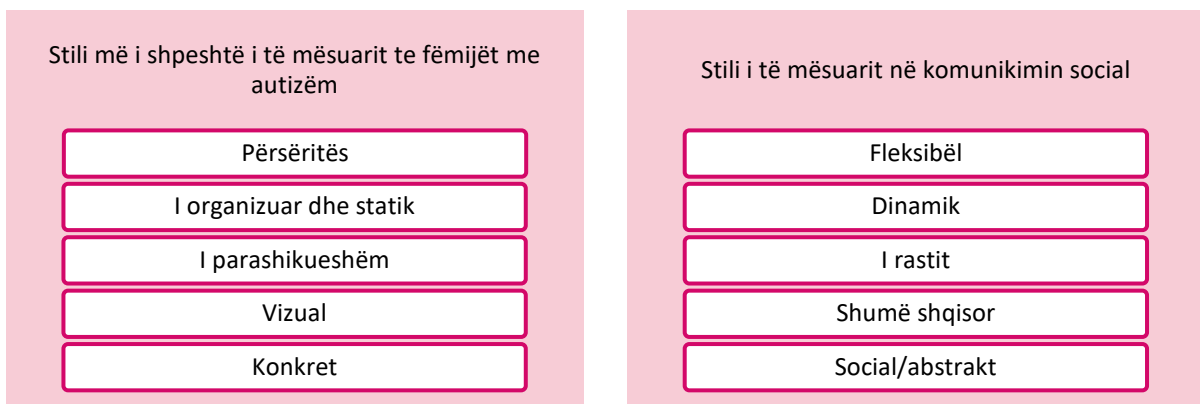 Stili më i shpeshtë i të mësuarit te fëmijët me
autizëm
Përsëritës
I organizuar dhe statik
I parashikueshëm
Vizual
Konkret
Stili i të mësuarit në komunikimin social
Fleksibël
Dinamik
I rastit
Shumë shqisor
Social/abstrakt